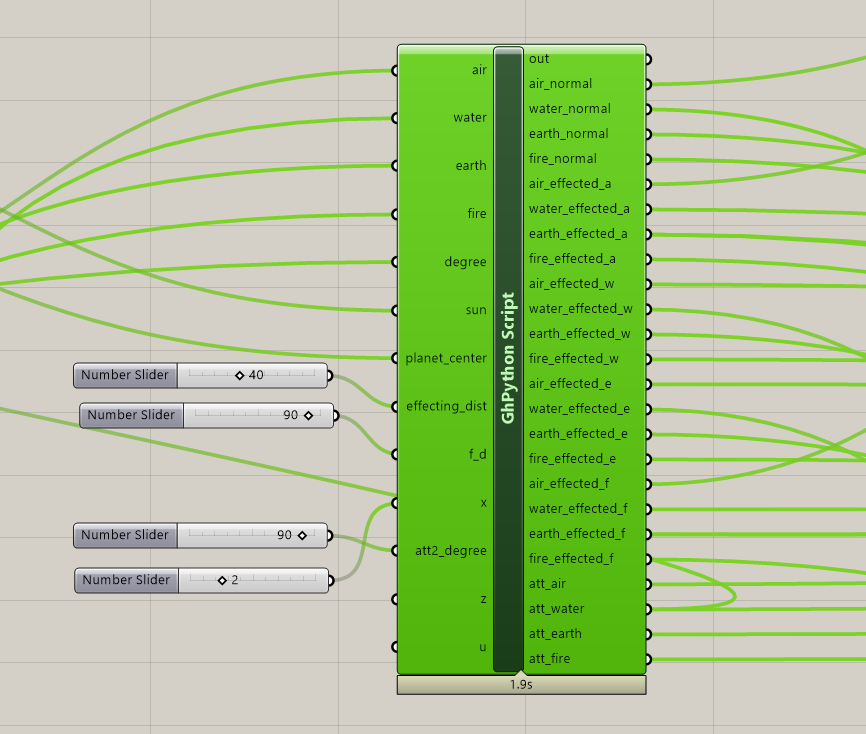 air
water
earth
fire
degree
sun
planet_center
effecting_dist
f_d
x
att2_degree
z
u
Number Slider 40
Number Slider 90
Number Slider 90
Number Slider 2
GhPython Script
out
air_normal
water_normal
earth_normal
fire_normal
air_effected_a
water_effected_a
earth_effected_a
fire_effected_a
air_effected_w
water_effected_w
earth_effected_w
fire_effected_w
air_effected_e
water_effected_e
earth_effected_e
fire_effected_e
air_effected_f
water_effected_f
earth_effected_f
fire_effected_f
att_air
att_water
att_earth
att_fire
1.9s